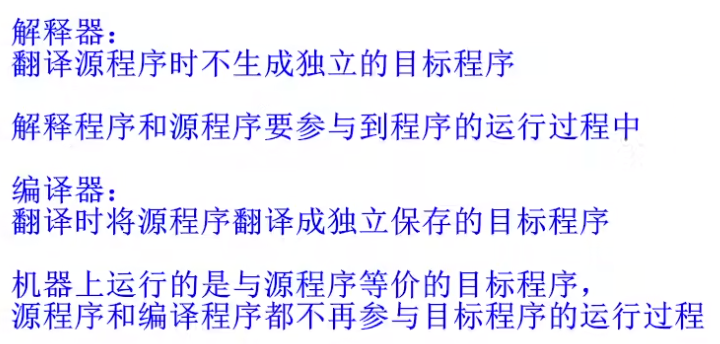 解释器：
翻译源程序时不生成独立的目标程序
解释程序和源程序要参与到程序的运行过程中
编译器：
翻译时将源程序翻译成独立保存的目标程序
机器上运行的是与源程序等价的目标程序，
源程序和编译程序都不再参与目标程序的运行过程